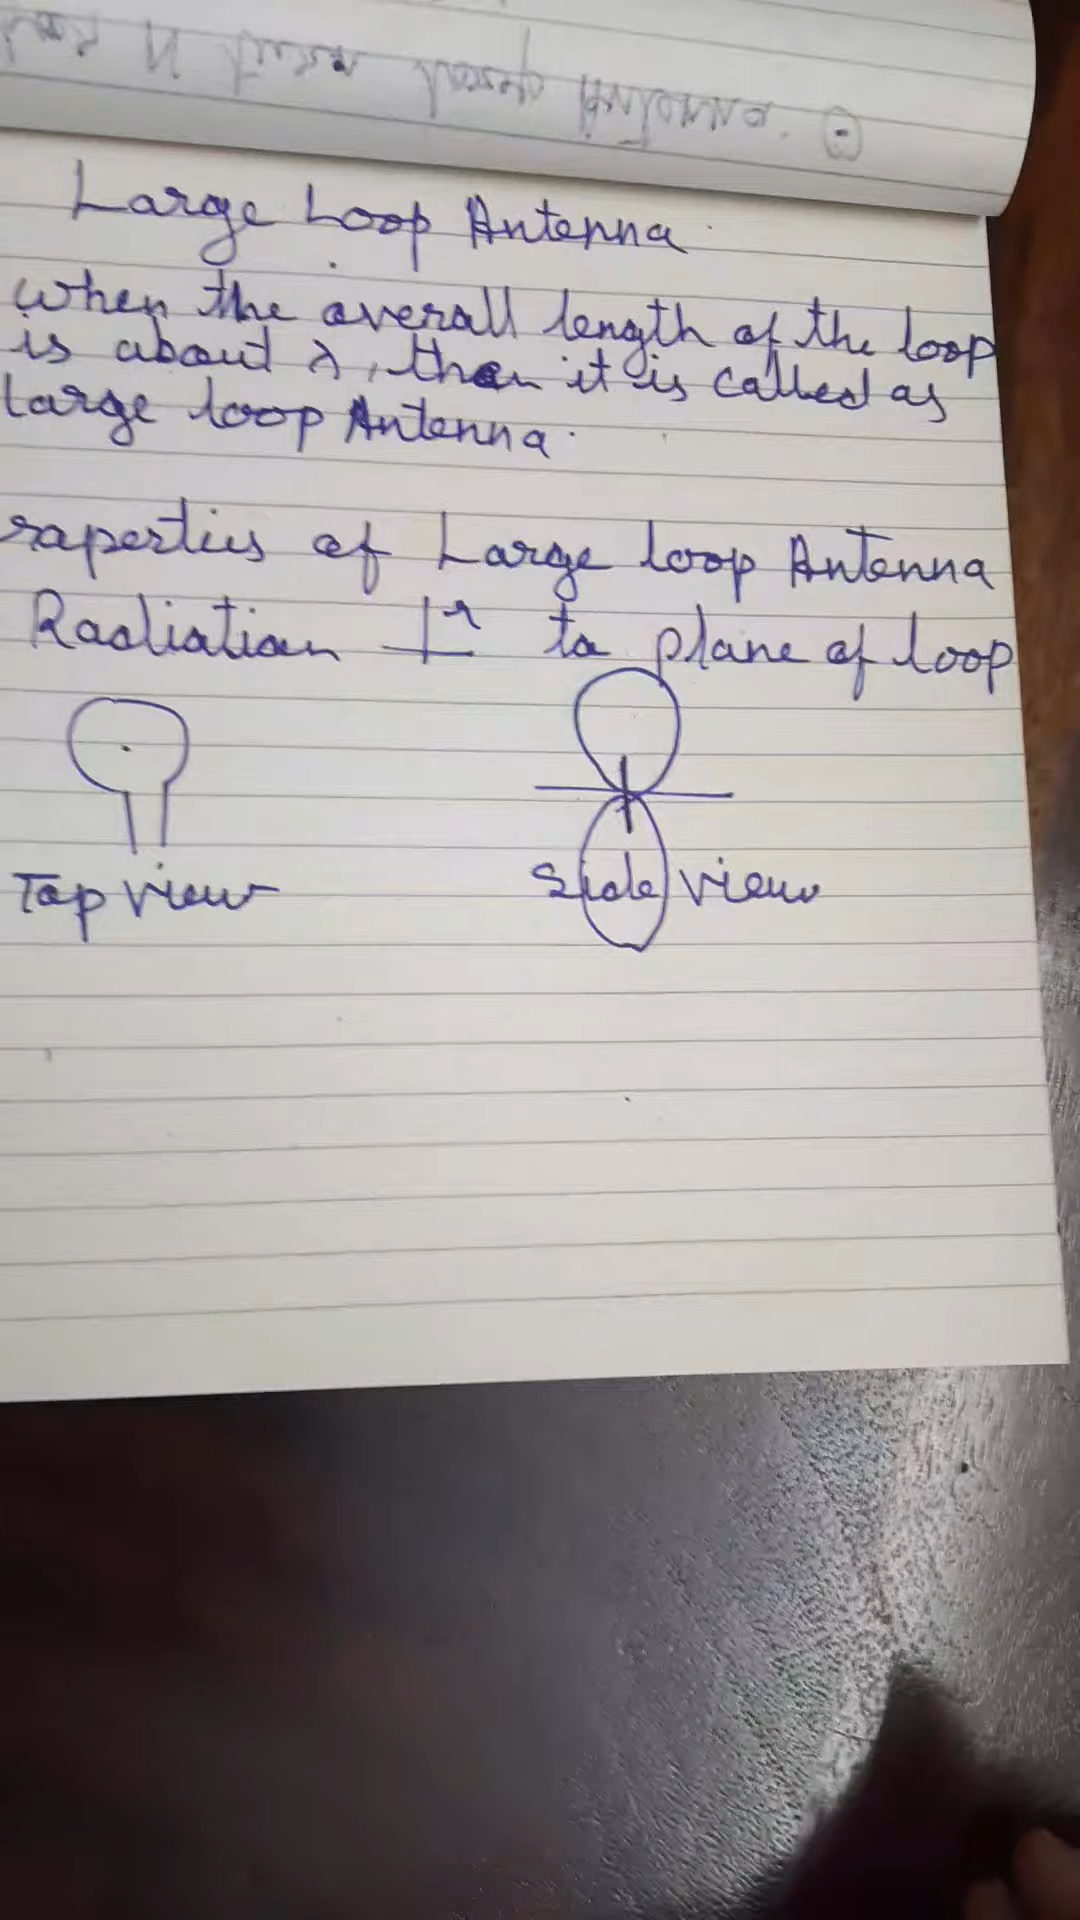 Large Loop Antenna
when the overall length of the loop
is about λ, then it is called as
large loop Antenna.
raperties of Large loop Antenna
Radiation ⊥r to plane of loop
Top view
Side view